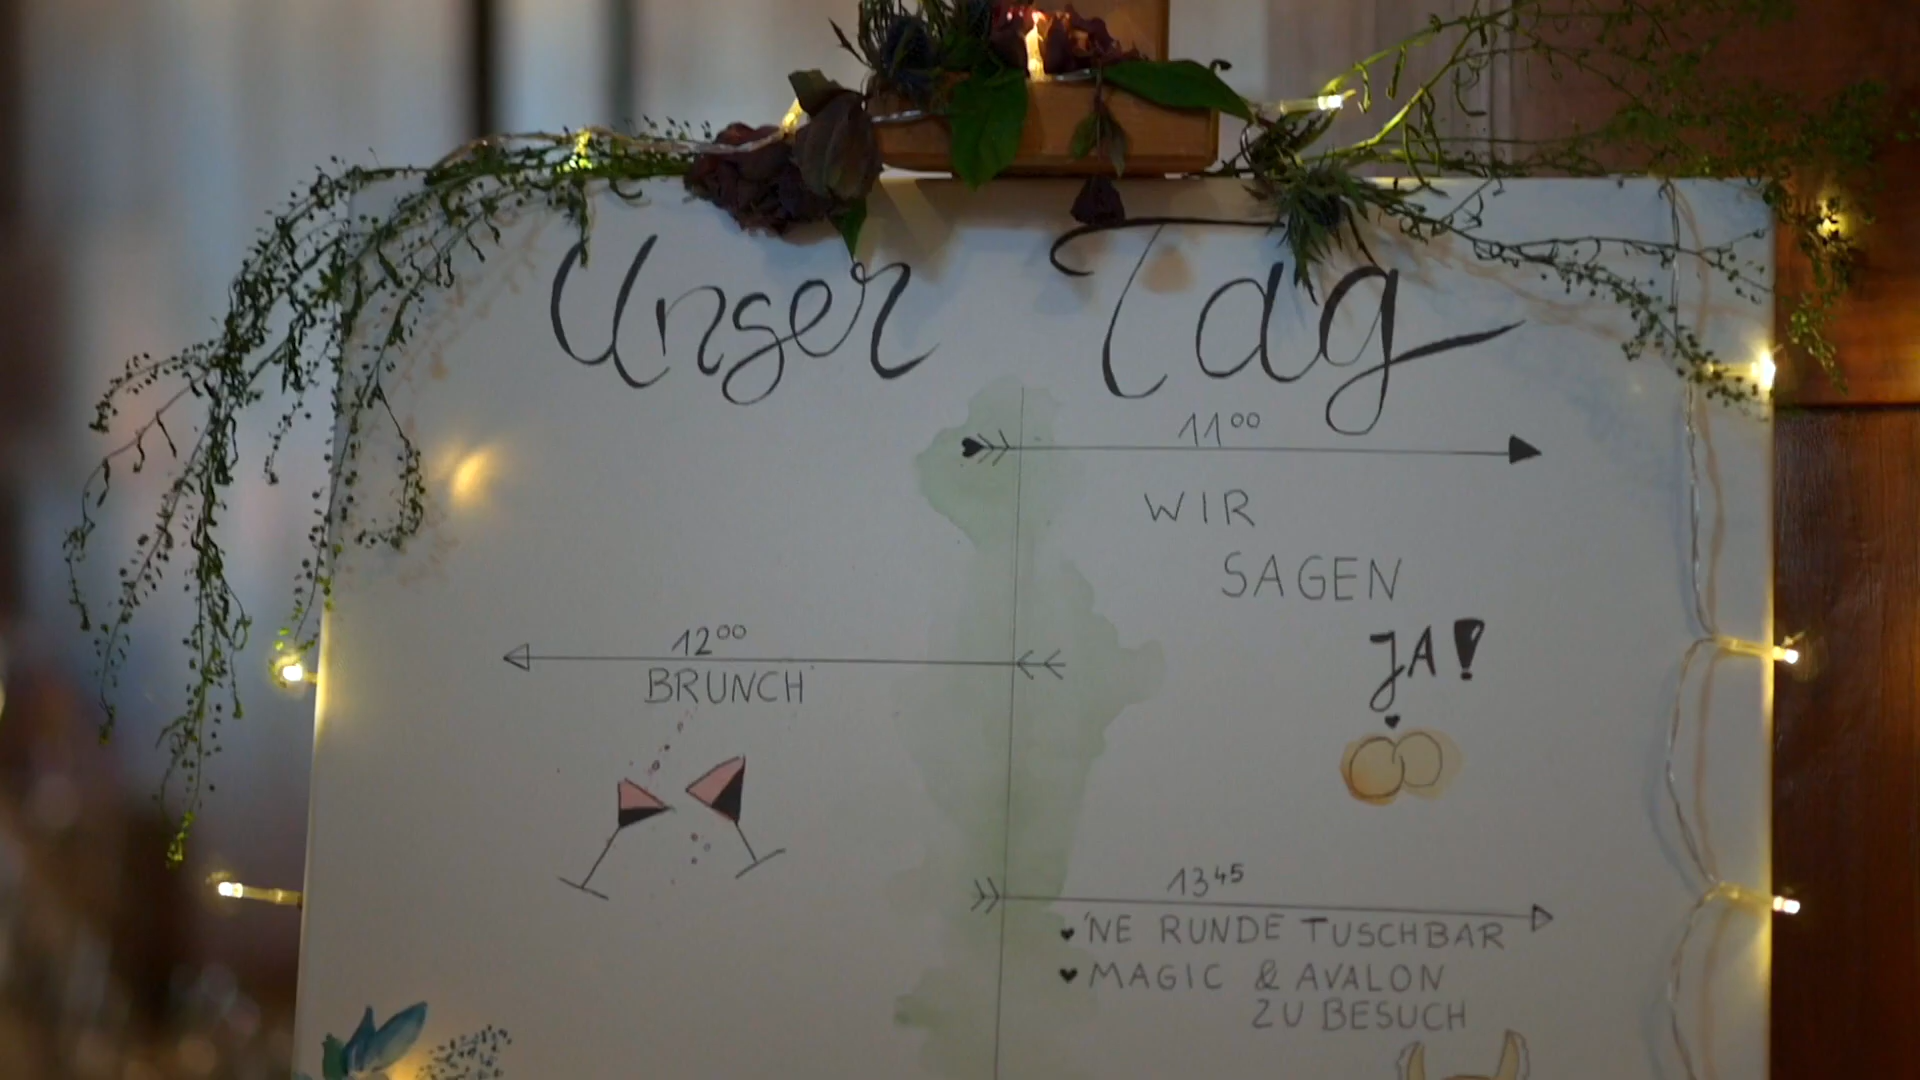 Unser Tag
11⁰⁰
WIR
SAGEN
JA!
12⁰⁰
BRUNCH
13⁴⁵
'NE RUNDE TUSCHBAR
MAGIC & AVALON
ZU BESUCH